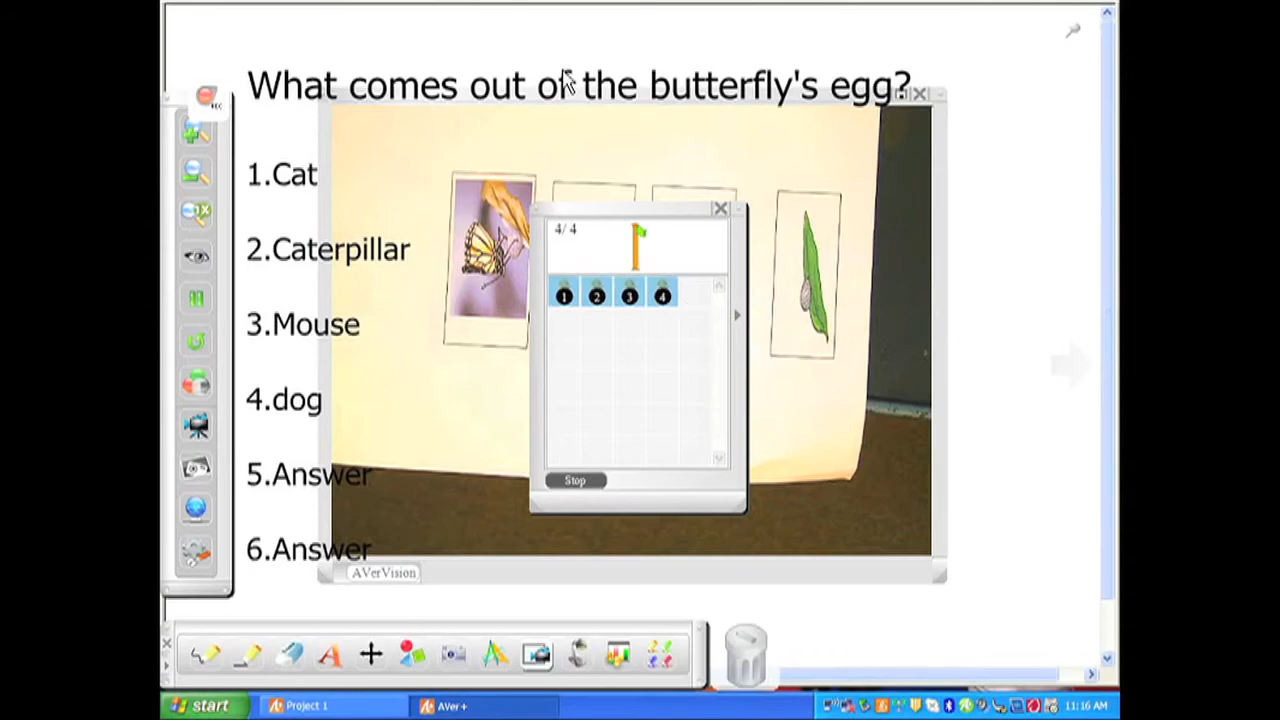 What comes out of the butterfly's egg?
REC
1.Cat
4/ 4
2.Caterpillar
1 2 3 4
3.Mouse
4.dog
5.Answer
Stop
6.Answer
AVerVision
start
Project 1
AVer+
11:16 AM